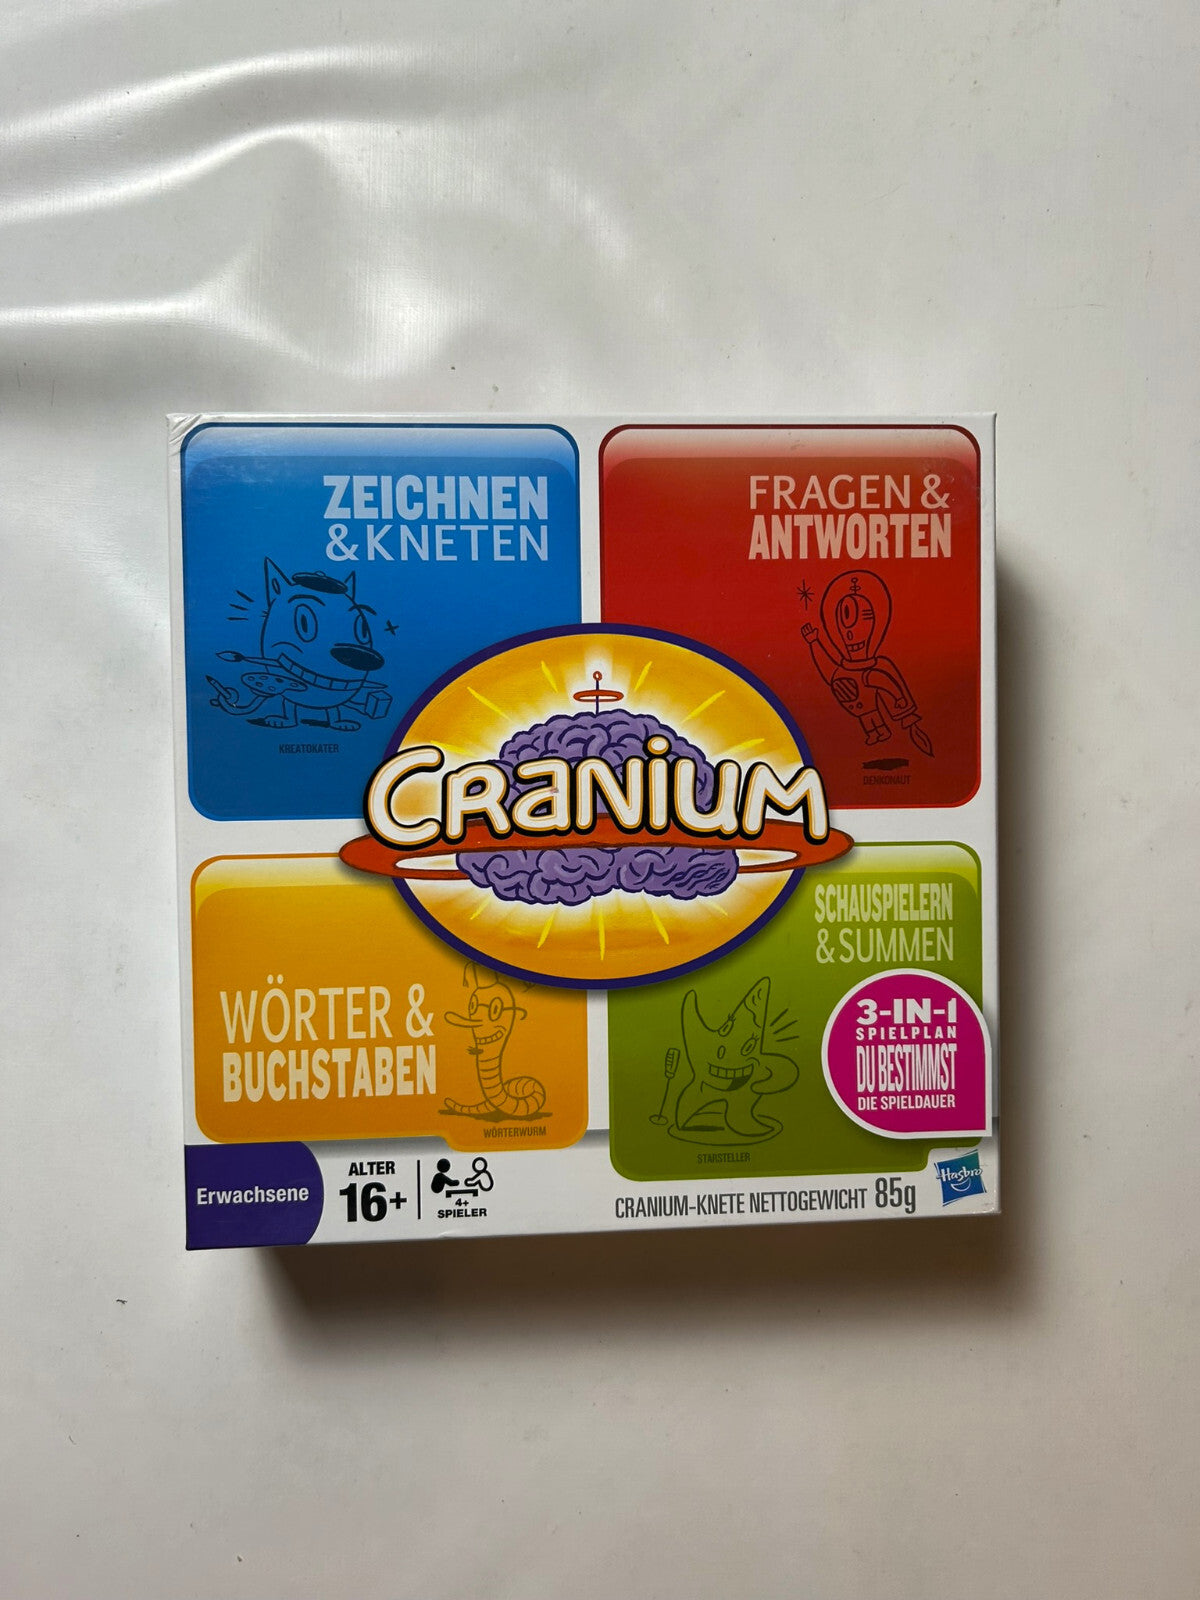 ZEICHNEN
&KNETEN
KREATOKATER
FRAGEN &
ANTWORTEN
DENKONAUT
CRANIUM
WÖRTER &
BUCHSTABEN
WÖRTERWURM
SCHAUSPIELERN
&SUMMEN
STARSTELLER
3-IN-1
SPIELPLAN
DU BESTIMMST
DIE SPIELDAUER
Erwachsene
ALTER
16+
4+
SPIELER
CRANIUM-KNETE NETTOGEWICHT 85g
Hasbro